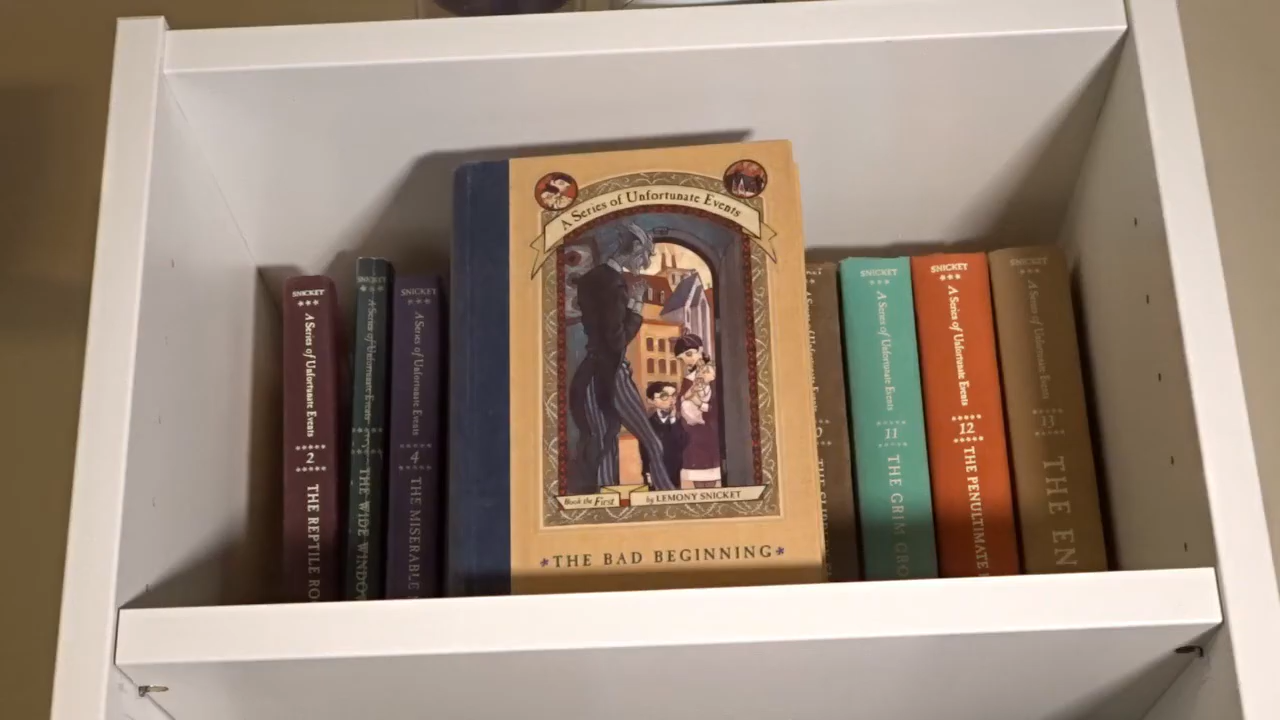 SNICKET
A Series of Unfortunate Events
2
THE REPTILE RO
SNICKET
A Series of Unfortunate Events
THE WIDE WINDO
SNICKET
A Series of Unfortunate Events
4
THE MISERABLE
A Series of Unfortunate Events
Book the First
by LEMONY SNICKET
*THE BAD BEGINNING*
SNICKET
A Series of Unfortunate Events
11
THE GRIM GRO
SNICKET
A Series of Unfortunate Events
12
THE PENULTIMATE
SNICKET
A Series of Unfortunate Events
13
THE EN